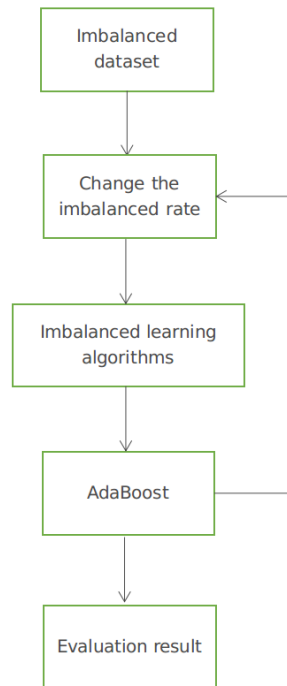 Imbalanced
dataset
Change the
imbalanced rate
Imbalanced learning
algorithms
AdaBoost
Evaluation result